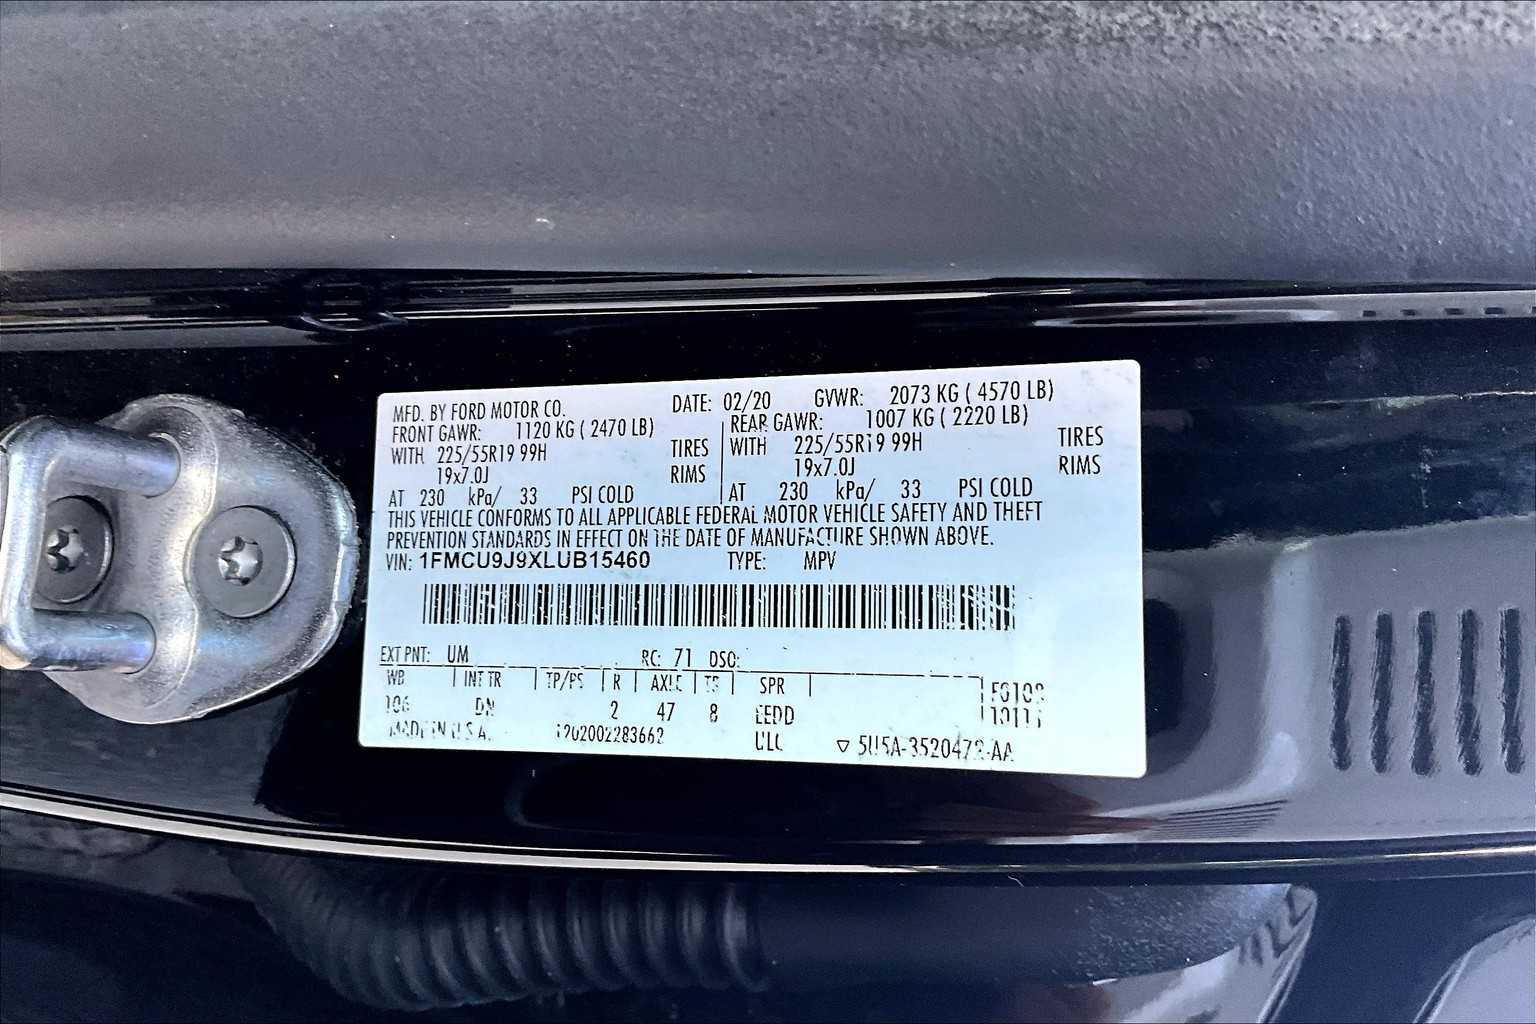 MFD. BY FORD MOTOR CO. DATE: 02/20 GVWR: 2073 KG ( 4570 LB)
FRONT GAWR: 1120 KG ( 2470 LB) REAR GAWR: 1007 KG ( 2220 LB)
WITH 225/55R19 99H TIRES WITH 225/55R19 99H TIRES
19x7.0J RIMS 19x7.0J RIMS
AT 230 kPa/ 33 PSI COLD AT 230 kPa/ 33 PSI COLD
THIS VEHICLE CONFORMS TO ALL APPLICABLE FEDERAL MOTOR VEHICLE SAFETY AND THEFT
PREVENTION STANDARDS IN EFFECT ON THE DATE OF MANUFACTURE SHOWN ABOVE.
VIN: 1FMCU9J9XLUB15460 TYPE: MPV
EXT PNT: UM RC: 71 DSO:
WB INT TR TP/PS R AXLE TR SPR
106 DN 2 47 8 EEDD
MADE IN U.S.A. ULC